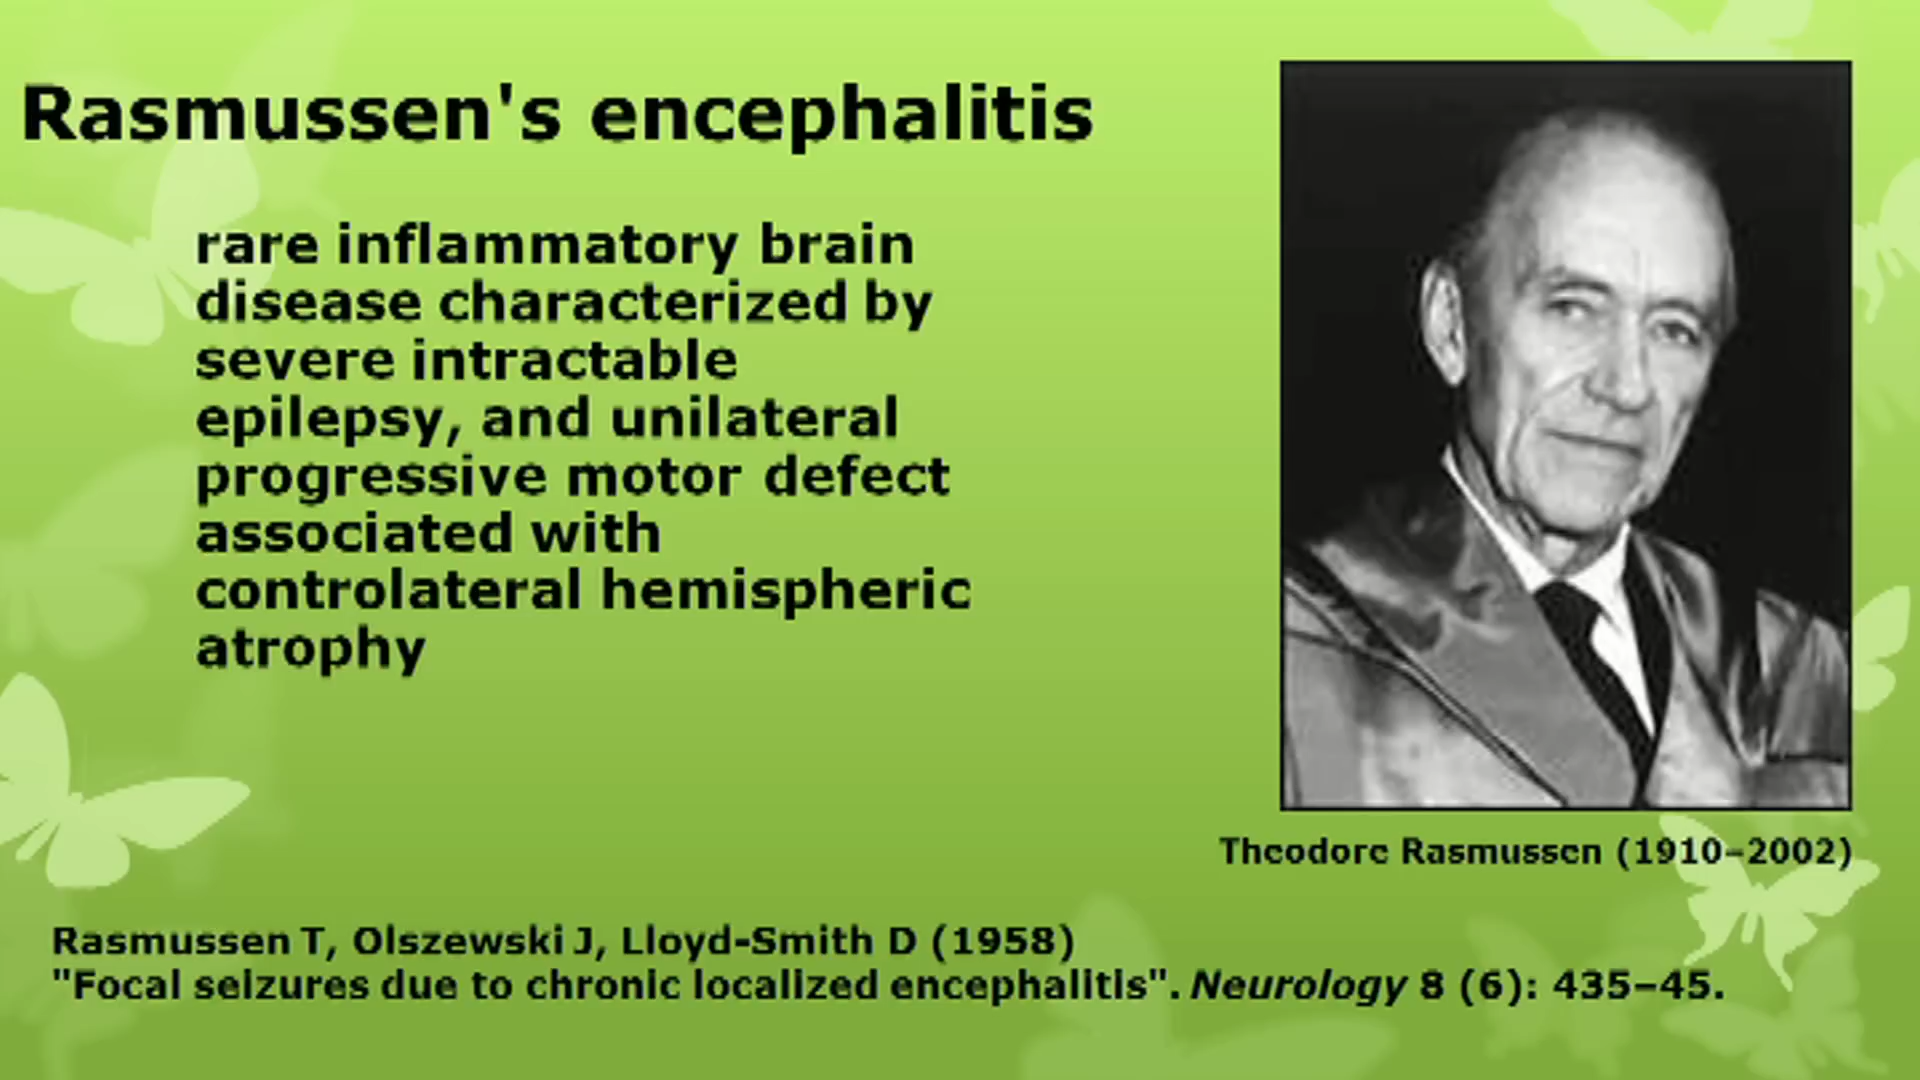 Rasmussen's encephalitis
rare inflammatory brain
disease characterized by
severe intractable
epilepsy, and unilateral
progressive motor defect
associated with
controlateral hemispheric
atrophy
Theodore Rasmussen (1910–2002)
Rasmussen T, Olszewski J, Lloyd-Smith D (1958)
"Focal seizures due to chronic localized encephalitis". Neurology 8 (6): 435–45.